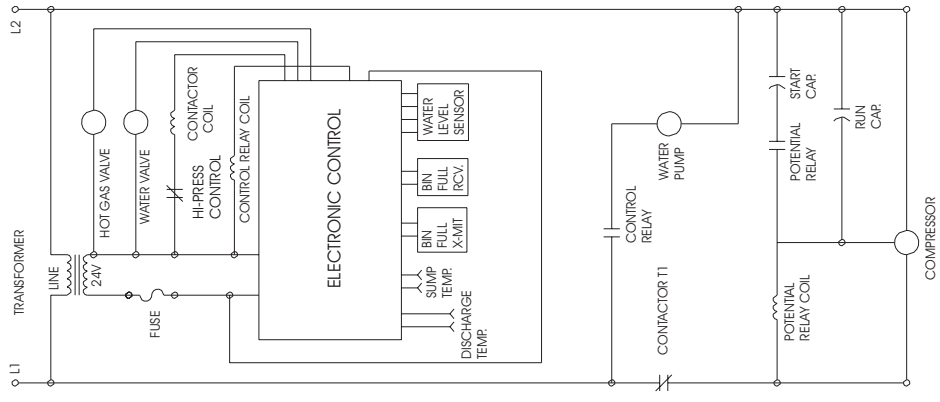 L2
L1
TRANSFORMER
LINE
24V
FUSE
HOT GAS VALVE
WATER VALVE
CONTACTOR
COIL
HI-PRESS
CONTROL
CONTROL RELAY COIL
ELECTRONIC CONTROL
WATER
LEVEL
SENSOR
BIN
FULL
RCV.
BIN
FULL
X-MIT
SUMP
TEMP.
DISCHARGE
TEMP.
CONTROL
RELAY
WATER
PUMP
CONTACTOR T1
START
CAP.
POTENTIAL
RELAY
RUN
CAP.
POTENTIAL
RELAY COIL
COMPRESSOR